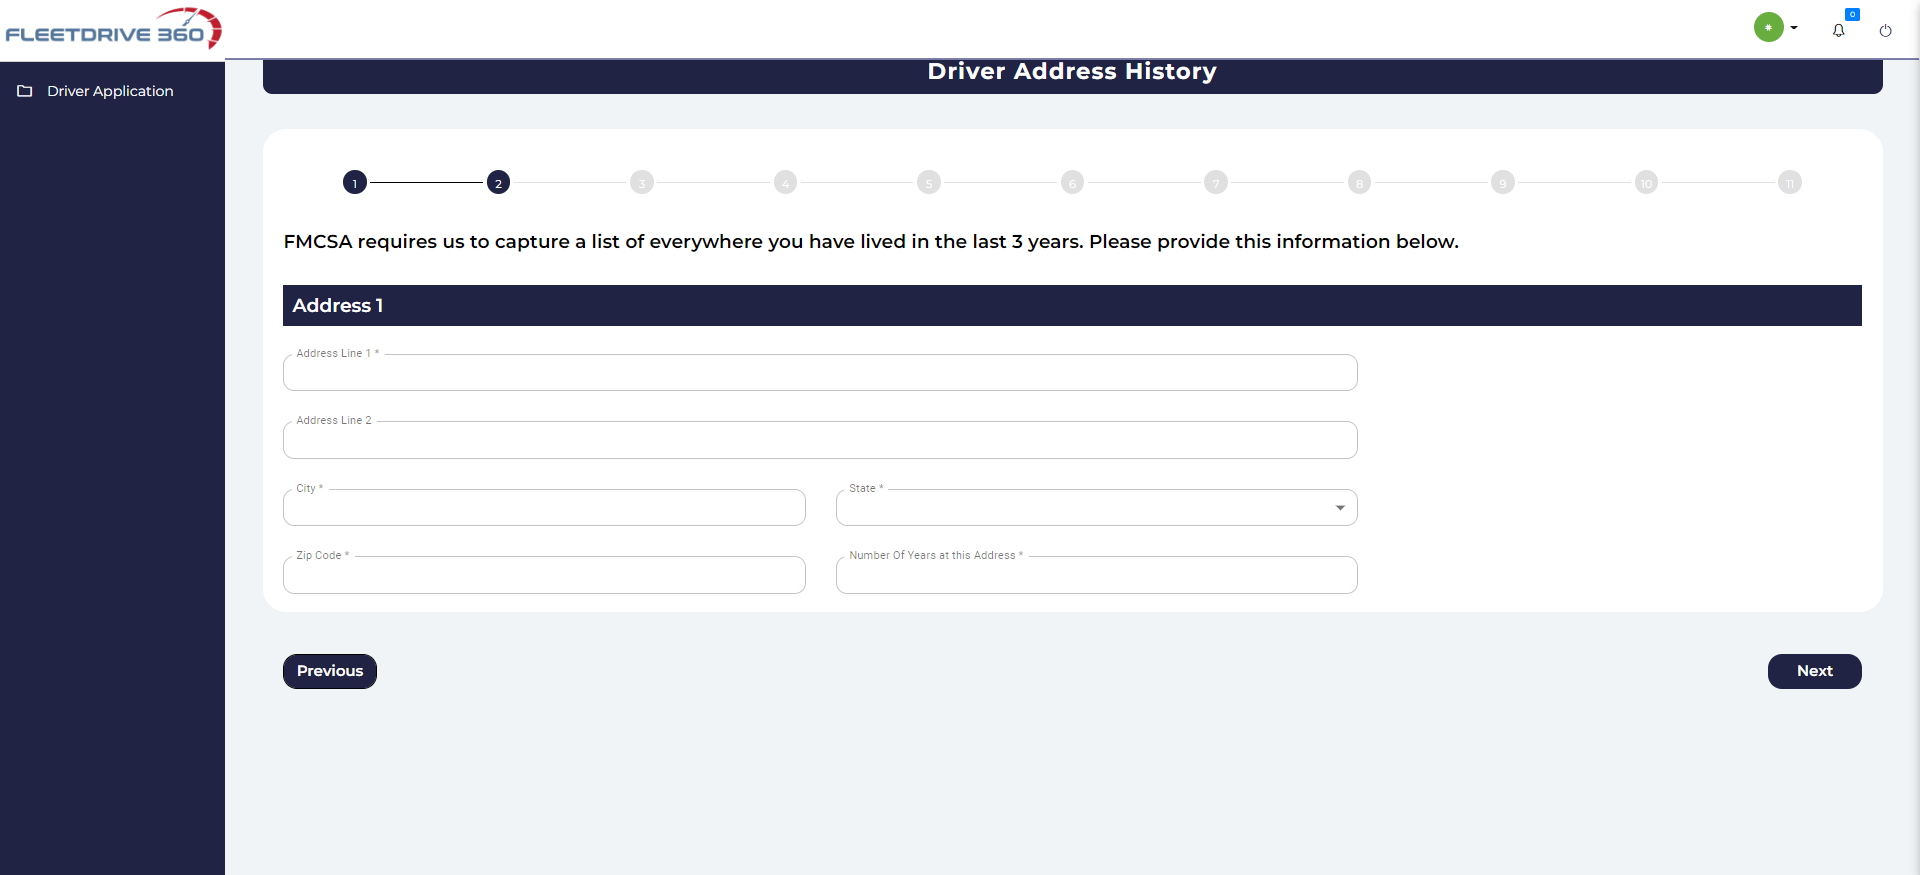 FLEETDRIVE 360
0
Driver Application
Driver Address History
1 2 3 4 5 6 7 8 9 10 11
FMCSA requires us to capture a list of everywhere you have lived in the last 3 years. Please provide this information below.
Address 1
Address Line 1 *
Address Line 2
City *
State *
Zip Code *
Number Of Years at this Address *
Previous
Next